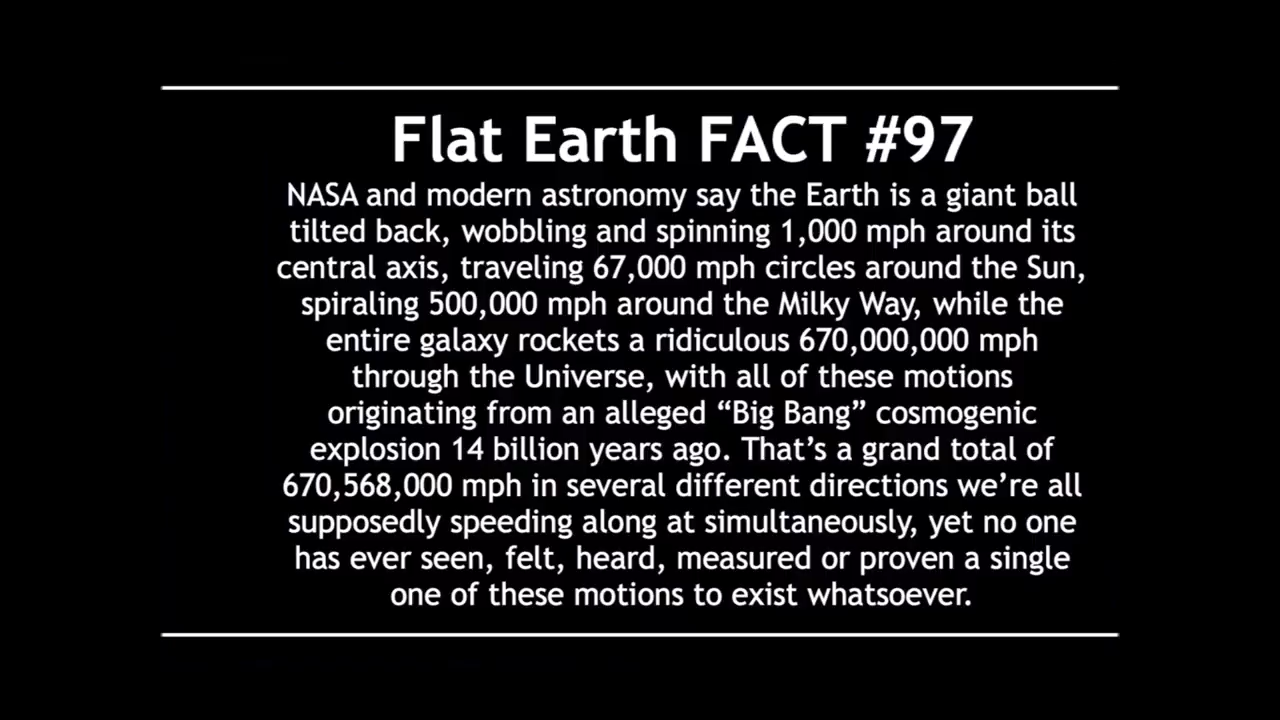 Flat Earth FACT #97
NASA and modern astronomy say the Earth is a giant ball
tilted back, wobbling and spinning 1,000 mph around its
central axis, traveling 67,000 mph circles around the Sun,
spiraling 500,000 mph around the Milky Way, while the
entire galaxy rockets a ridiculous 670,000,000 mph
through the Universe, with all of these motions
originating from an alleged “Big Bang” cosmogenic
explosion 14 billion years ago. That’s a grand total of
670,568,000 mph in several different directions we’re all
supposedly speeding along at simultaneously, yet no one
has ever seen, felt, heard, measured or proven a single
one of these motions to exist whatsoever.